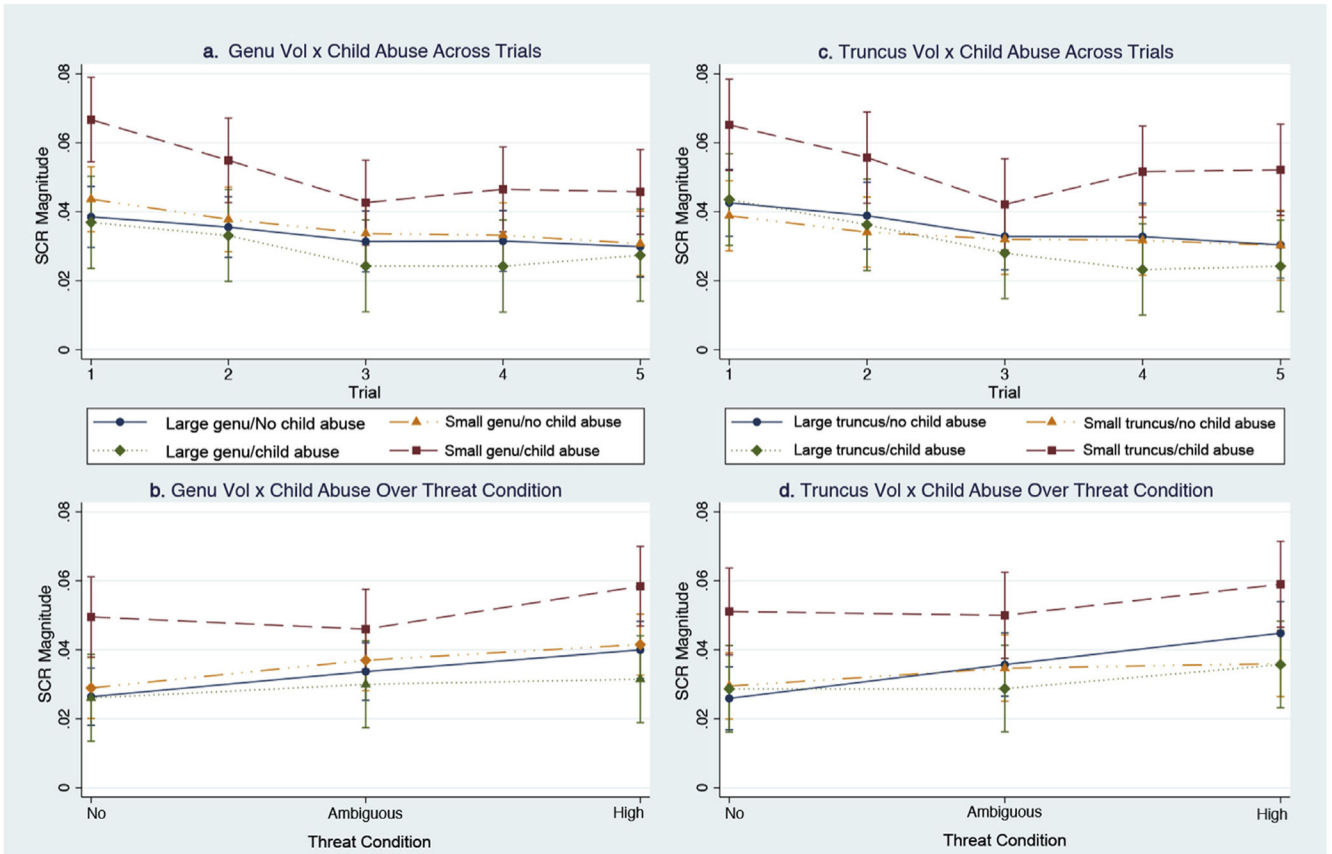 a. Genu Vol x Child Abuse Across Trials
SCR Magnitude
.08
.06
.04
.02
0
1 2 3 4 5
Trial
Large genu/No child abuse Small genu/no child abuse
Large genu/child abuse Small genu/child abuse
b. Genu Vol x Child Abuse Over Threat Condition
SCR Magnitude
.08
.06
.04
.02
0
No Ambiguous High
Threat Condition
c. Truncus Vol x Child Abuse Across Trials
SCR Magnitude
.08
.06
.04
.02
0
1 2 3 4 5
Trial
Large truncus/no child abuse Small truncus/no child abuse
Large truncus/child abuse Small truncus/child abuse
d. Truncus Vol x Child Abuse Over Threat Condition
SCR Magnitude
.08
.06
.04
.02
0
No Ambiguous High
Threat Condition